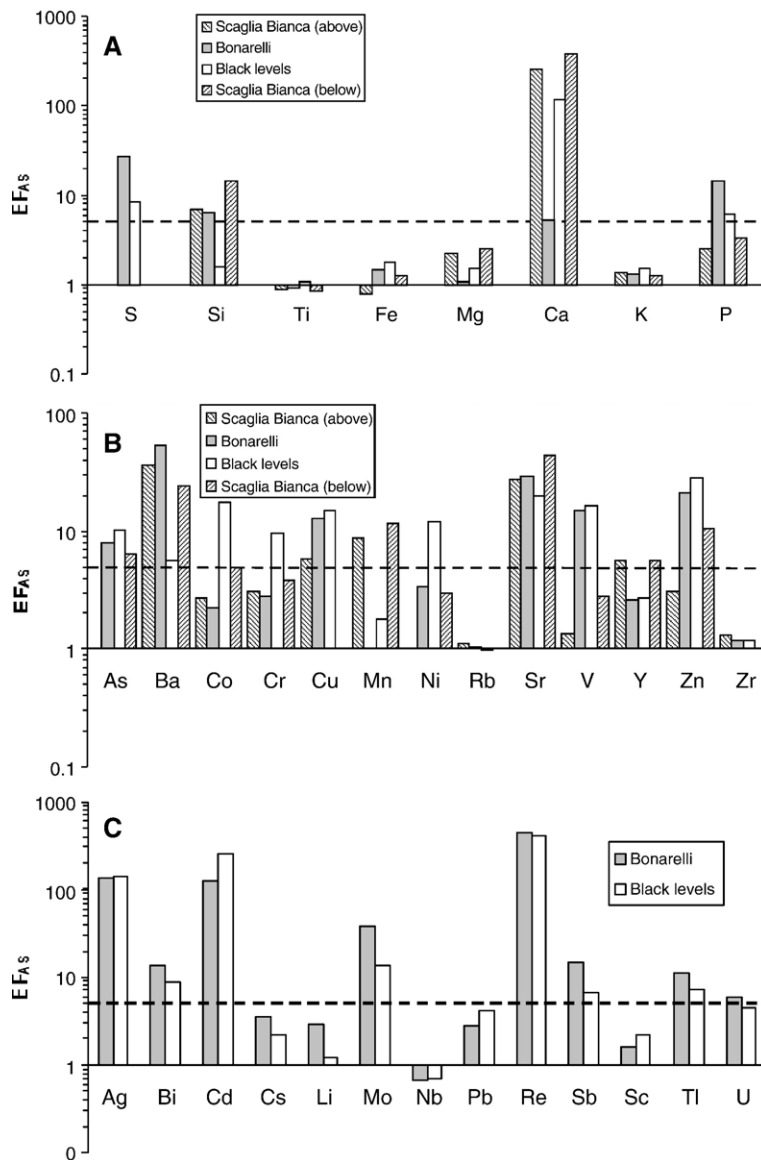 A
Scaglia Bianca (above)
Bonarelli
Black levels
Scaglia Bianca (below)
EFAS
1000
100
10
1
0.1
S Si Ti Fe Mg Ca K P
B
Scaglia Bianca (above)
Bonarelli
Black levels
Scaglia Bianca (below)
EFAS
100
10
1
0.1
As Ba Co Cr Cu Mn Ni Rb Sr V Y Zn Zr
C
Bonarelli
Black levels
EFAS
1000
100
10
1
0
Ag Bi Cd Cs Li Mo Nb Pb Re Sb Sc Tl U